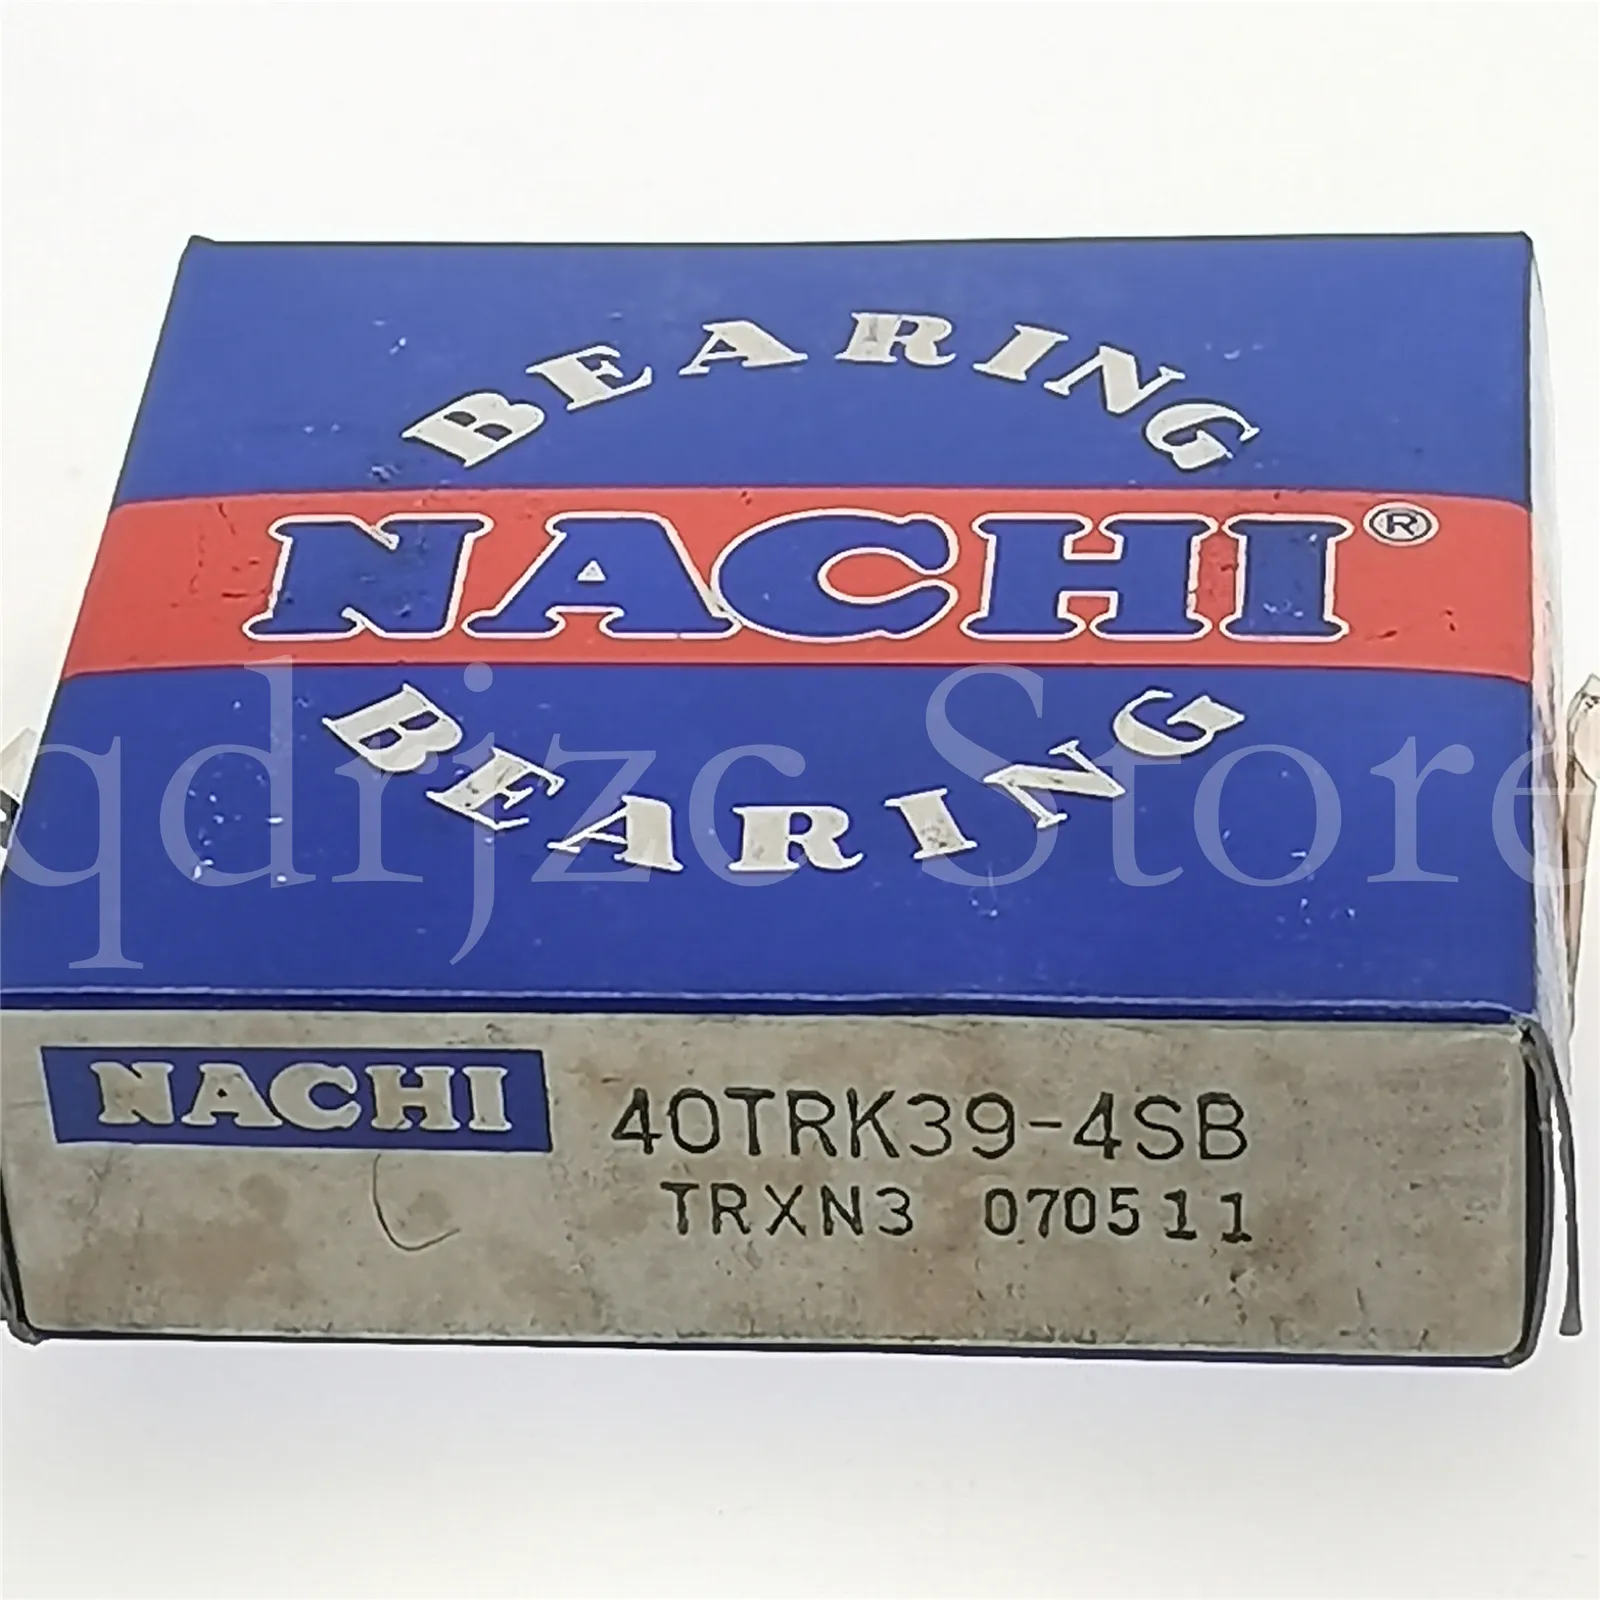 BEARING
NACHI®
BEARING
qdrjzc Store
NACHI
40TRK39-4SB
TRXN3 070511